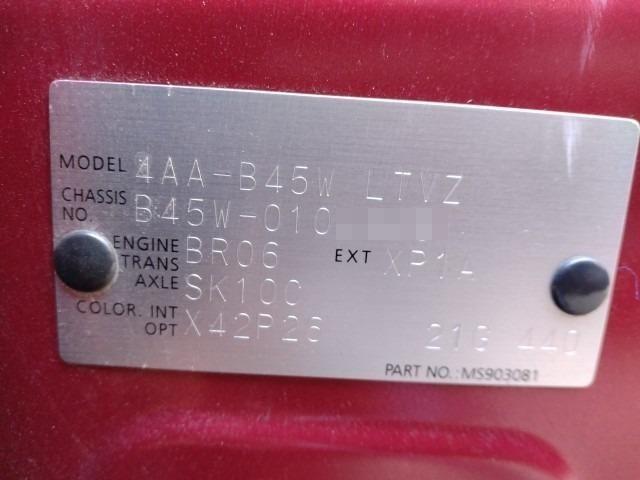 MODEL 4AA-B45W LTVZ
CHASSIS NO. B45W-010
ENGINE BR06 EXT XP1A
TRANS AXLE SK10C
COLOR. INT OPT X42P26 21G 440
PART NO.: MS903081